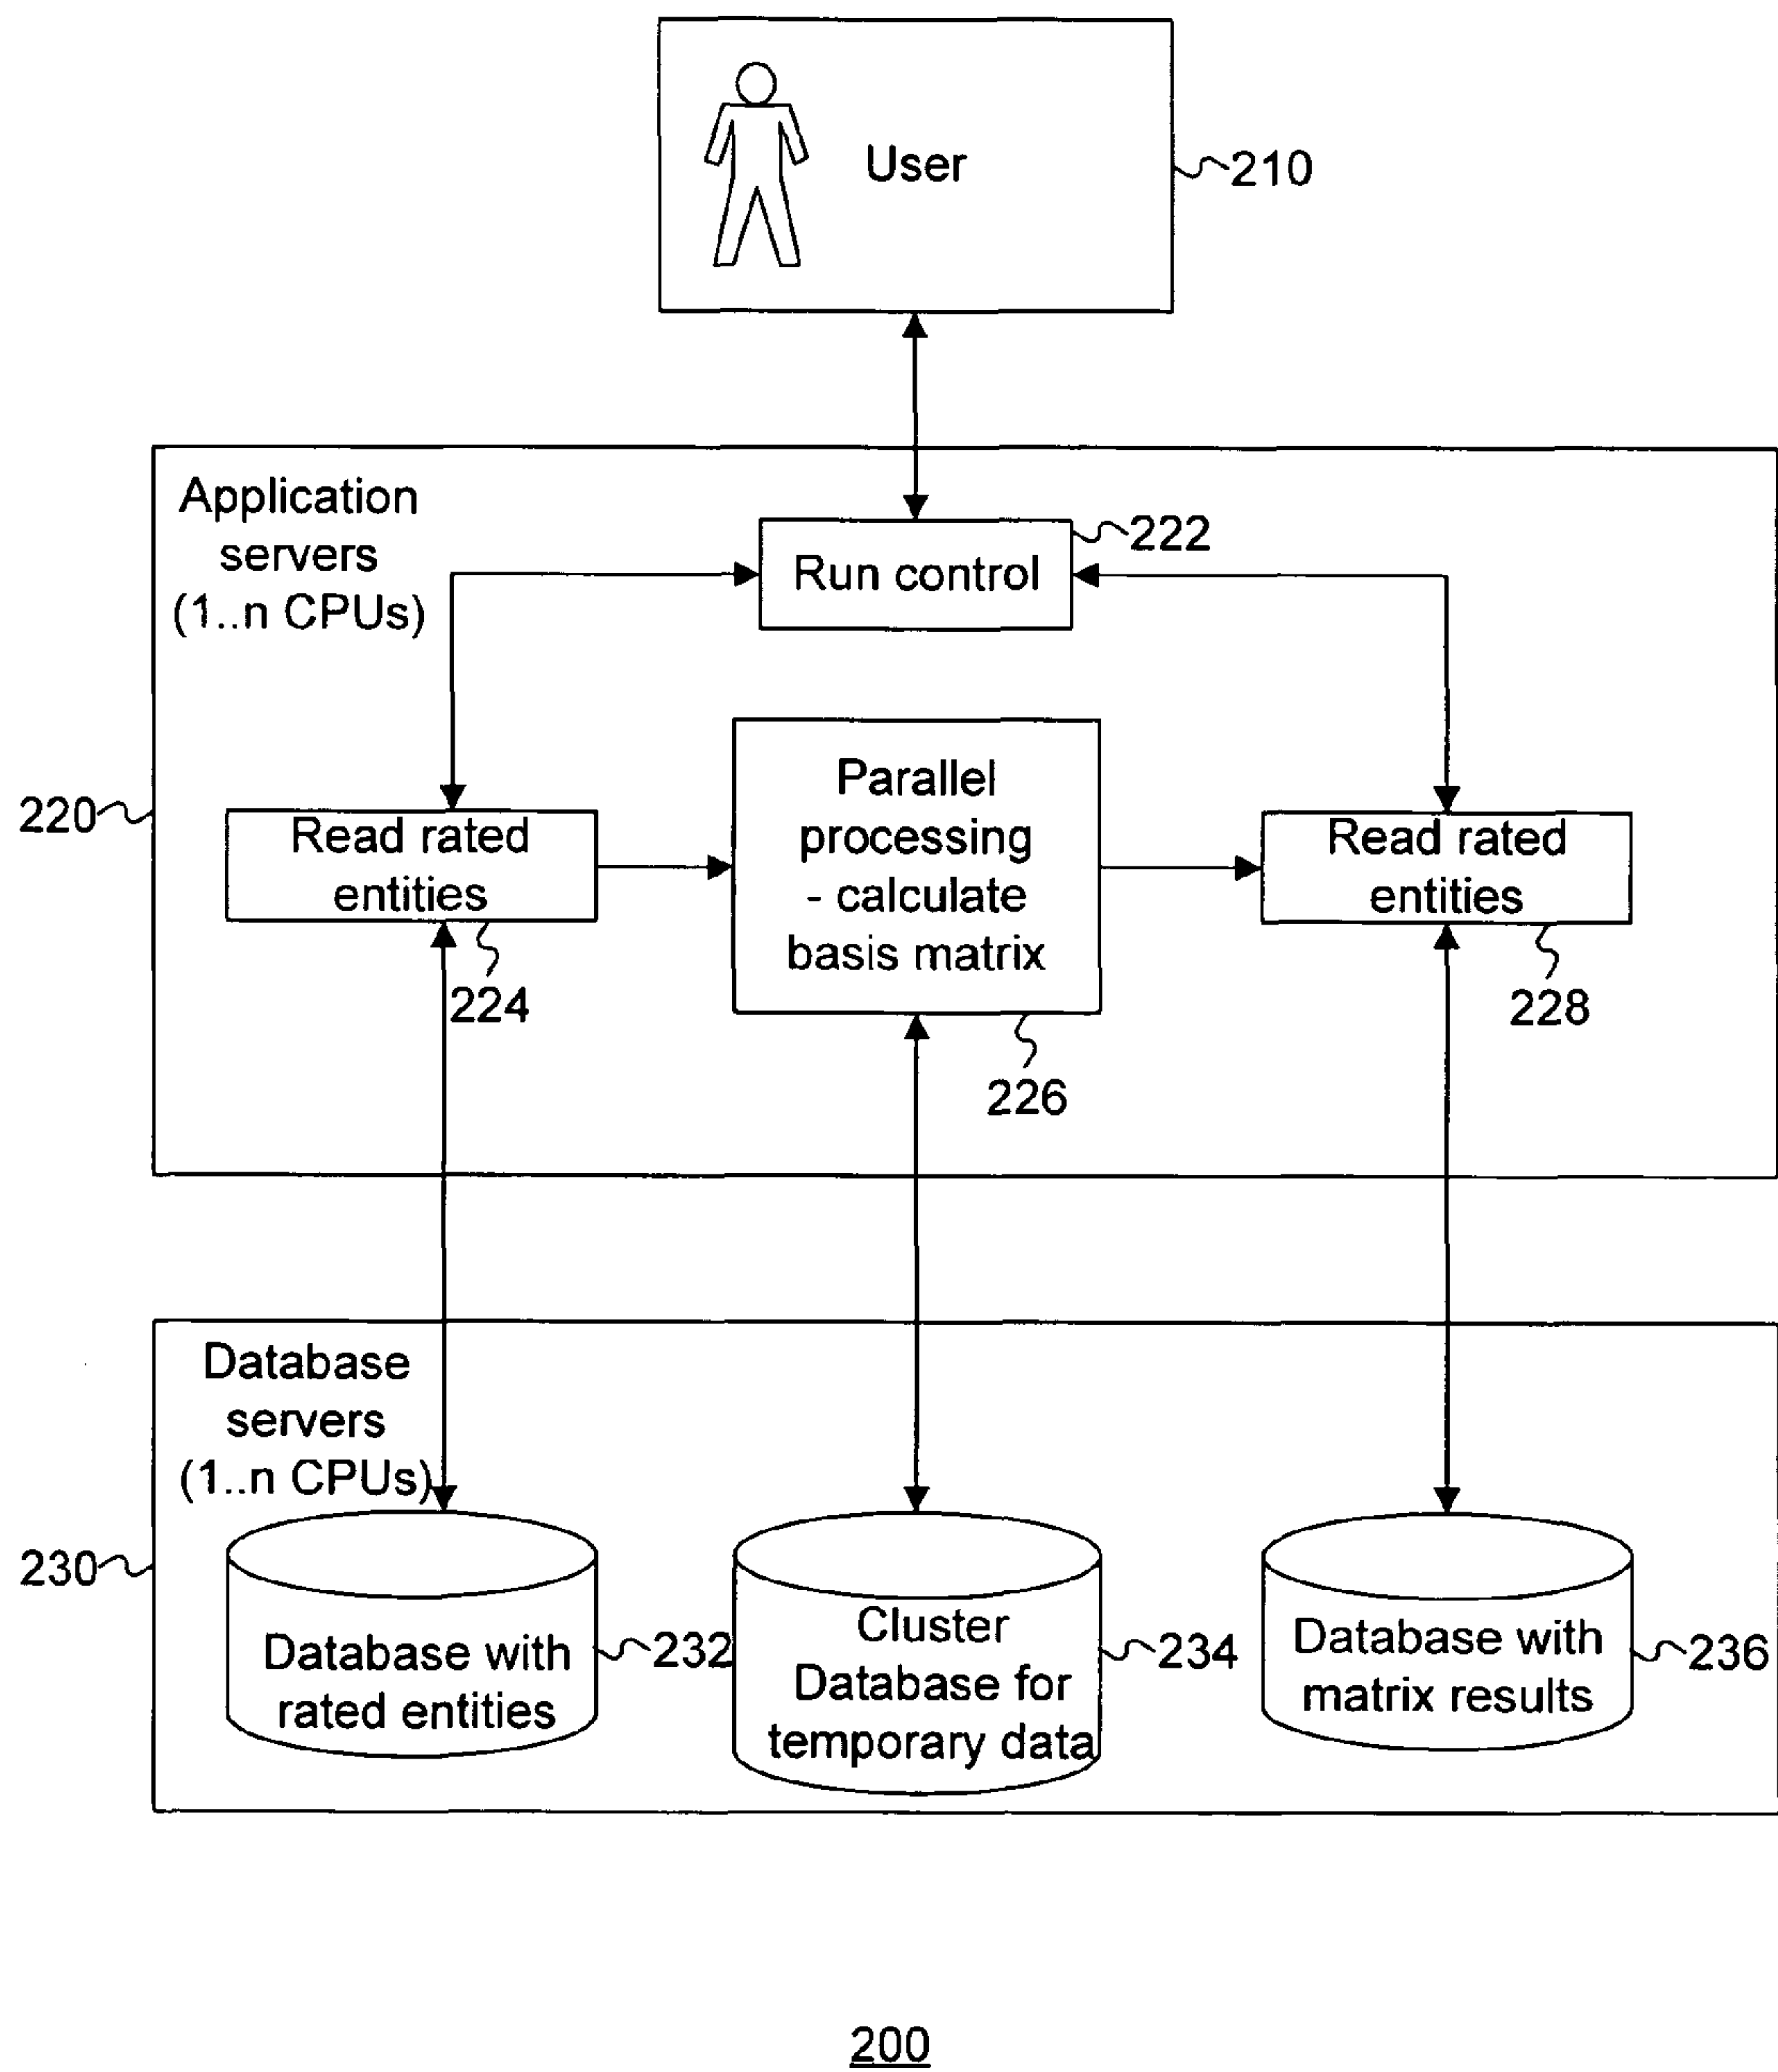 User
210
Application
servers
(1..n CPUs)
222
Run control
220
Read rated
entities
224
Parallel
processing
- calculate
basis matrix
226
Read rated
entities
228
Database
servers
(1..n CPUs)
230
Database with
rated entities
232
Cluster
Database for
temporary data
234
Database with
matrix results
236
200